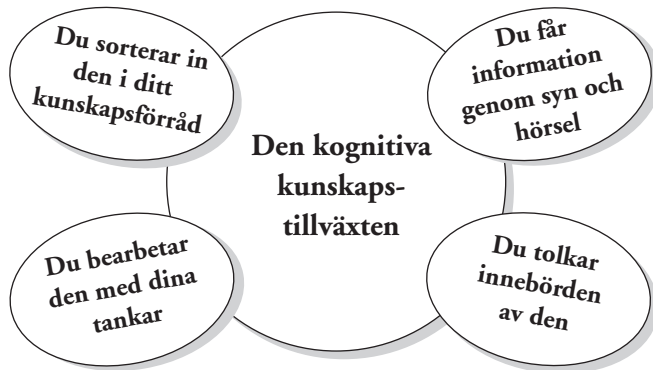 Du sorterar in
den i ditt
kunskapsförråd
Du får
information
genom syn och
hörsel
Den kognitiva
kunskaps-
tillväxten
Du bearbetar
den med dina
tankar
Du tolkar
innebörden
av den